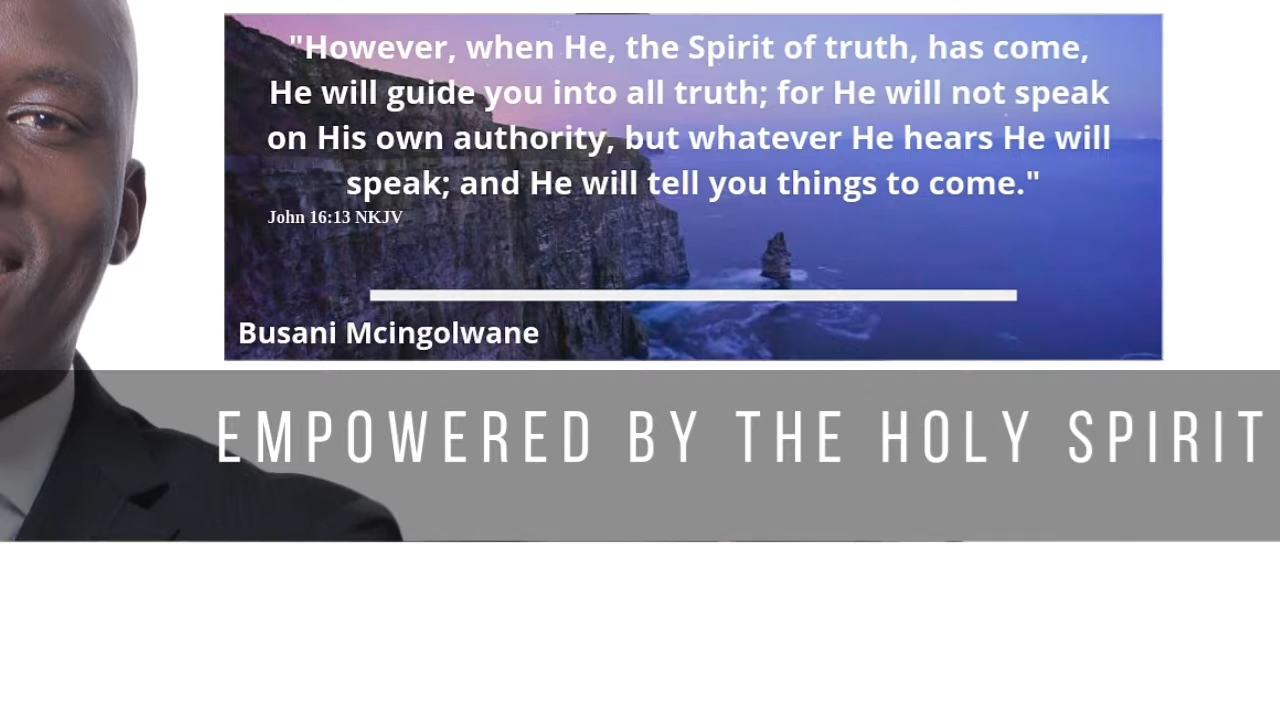 "However, when He, the Spirit of truth, has come,
He will guide you into all truth; for He will not speak
on His own authority, but whatever He hears He will
speak; and He will tell you things to come."
John 16:13 NKJV
Busani Mcingolwane
EMPOWERED BY THE HOLY SPIRIT